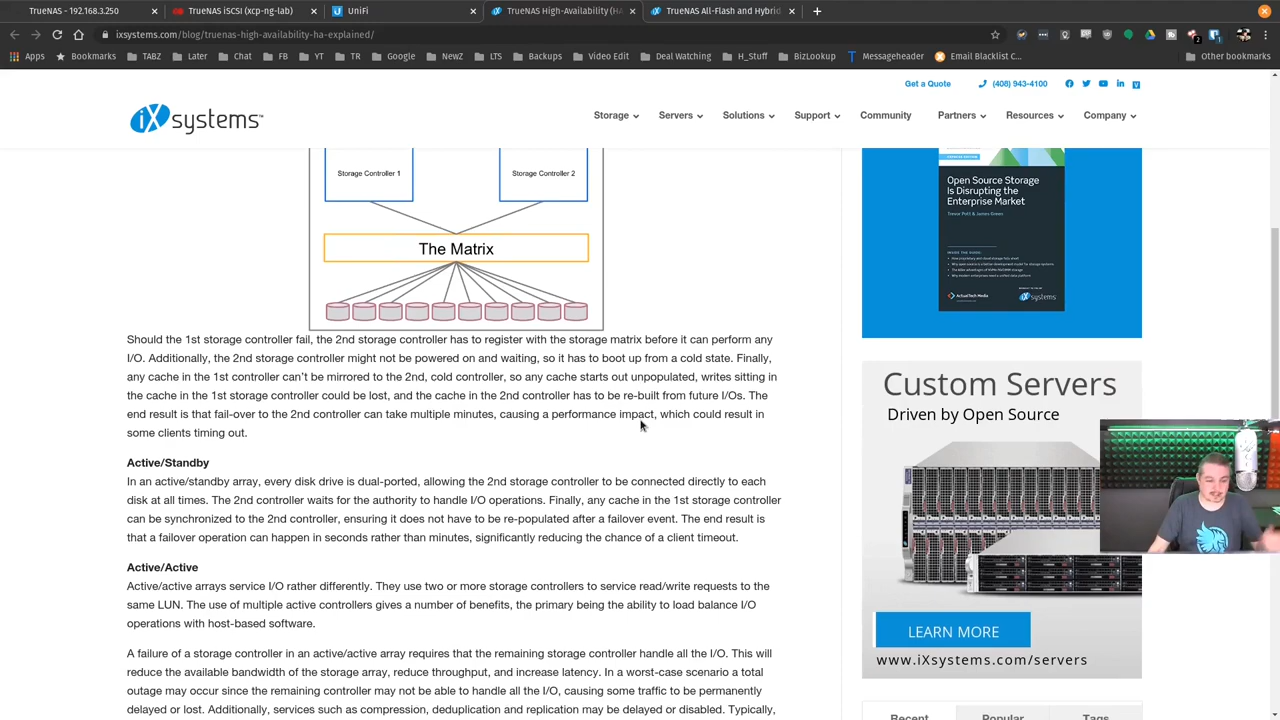 TrueNAS - 192.168.3.250
TrueNAS iSCSI (xcp-ng-lab)
UniFi
TrueNAS High-Availability (HA
TrueNAS All-Flash and Hybrid
ixsystems.com/blog/truenas-high-availability-ha-explained/
Apps Bookmarks TABZ Later Chat FB YT TR Google NewZ LTS Backups Video Edit Deal Watching H_Stuff BizLookup Messageheader Email Blacklist C... Other bookmarks
Get a Quote (408) 943-4100
iXsystems
Storage Servers Solutions Support Community Partners Resources Company
Storage Controller 1
Storage Controller 2
The Matrix
Should the 1st storage controller fail, the 2nd storage controller has to register with the storage matrix before it can perform any
I/O. Additionally, the 2nd storage controller might not be powered on and waiting, so it has to boot up from a cold state. Finally,
any cache in the 1st controller can't be mirrored to the 2nd, cold controller, so any cache starts out unpopulated, writes sitting in
the cache in the 1st storage controller could be lost, and the cache in the 2nd controller has to be re-built from future I/Os. The
end result is that fail-over to the 2nd controller can take multiple minutes, causing a performance impact, which could result in
some clients timing out.
Active/Standby
In an active/standby array, every disk drive is dual-ported, allowing the 2nd storage controller to be connected directly to each
disk at all times. The 2nd controller waits for the authority to handle I/O operations. Finally, any cache in the 1st storage controller
can be synchronized to the 2nd controller, ensuring it does not have to be re-populated after a failover event. The end result is
that a failover operation can happen in seconds rather than minutes, significantly reducing the chance of a client timeout.
Active/Active
Active/active arrays service I/O administratively. They use two or more storage controllers to service read/write requests to the
same LUN. The use of multiple active controllers gives a number of benefits, the primary being the ability to load balance I/O
operations with host-based software.
A failure of a storage controller in an active/active array requires that the remaining storage controller handle all the I/O. This will
reduce the available bandwidth of the storage array, reduce throughput, and increase latency. In a worst-case scenario a total
outage may occur since the remaining controller may not be able to handle all the I/O, causing some traffic to be permanently
delayed or lost. Additionally, services such as compression, deduplication and replication may be delayed or disabled. Typically,
Open Source Storage
Is Disrupting the
Enterprise Market
Trevor Pott & James Green
ActualTech Media
iXsystems
Custom Servers
Driven by Open Source
LEARN MORE
www.iXsystems.com/servers
Recent Popular Tags